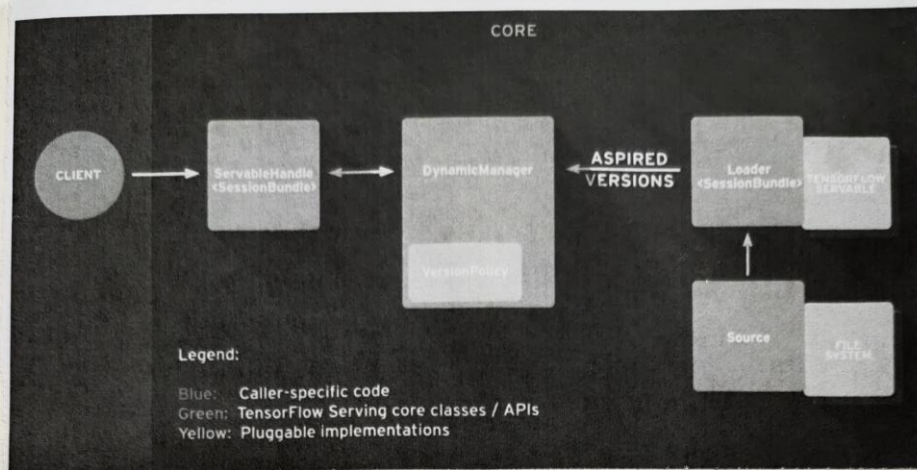 CORE
CLIENT
ServableHandle
<SessionBundle>
DynamicManager
VersionPolicy
ASPIRED
VERSIONS
Loader
<SessionBundle>
TENSORFLOW
SERVABLE
Source
FILE
SYSTEM
Legend:
Blue: Caller-specific code
Green: TensorFlow Serving core classes / APIs
Yellow: Pluggable implementations